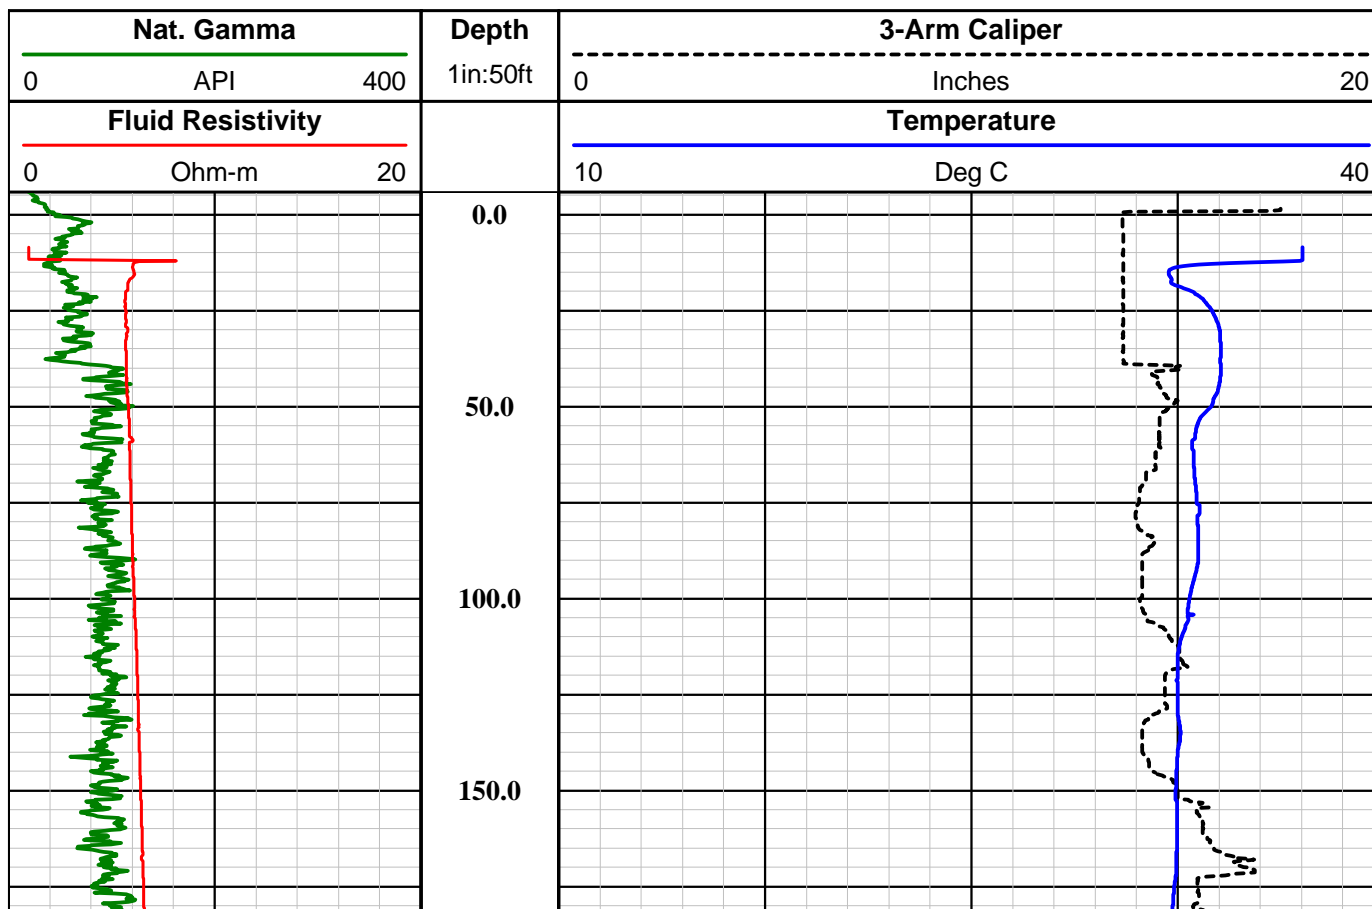 Nat. Gamma Depth 3-Arm Caliper
0 API 400 1in:50ft 0 Inches 20
Fluid Resistivity Temperature
0 Ohm-m 20 10 Deg C 40
0.0
50.0
100.0
150.0